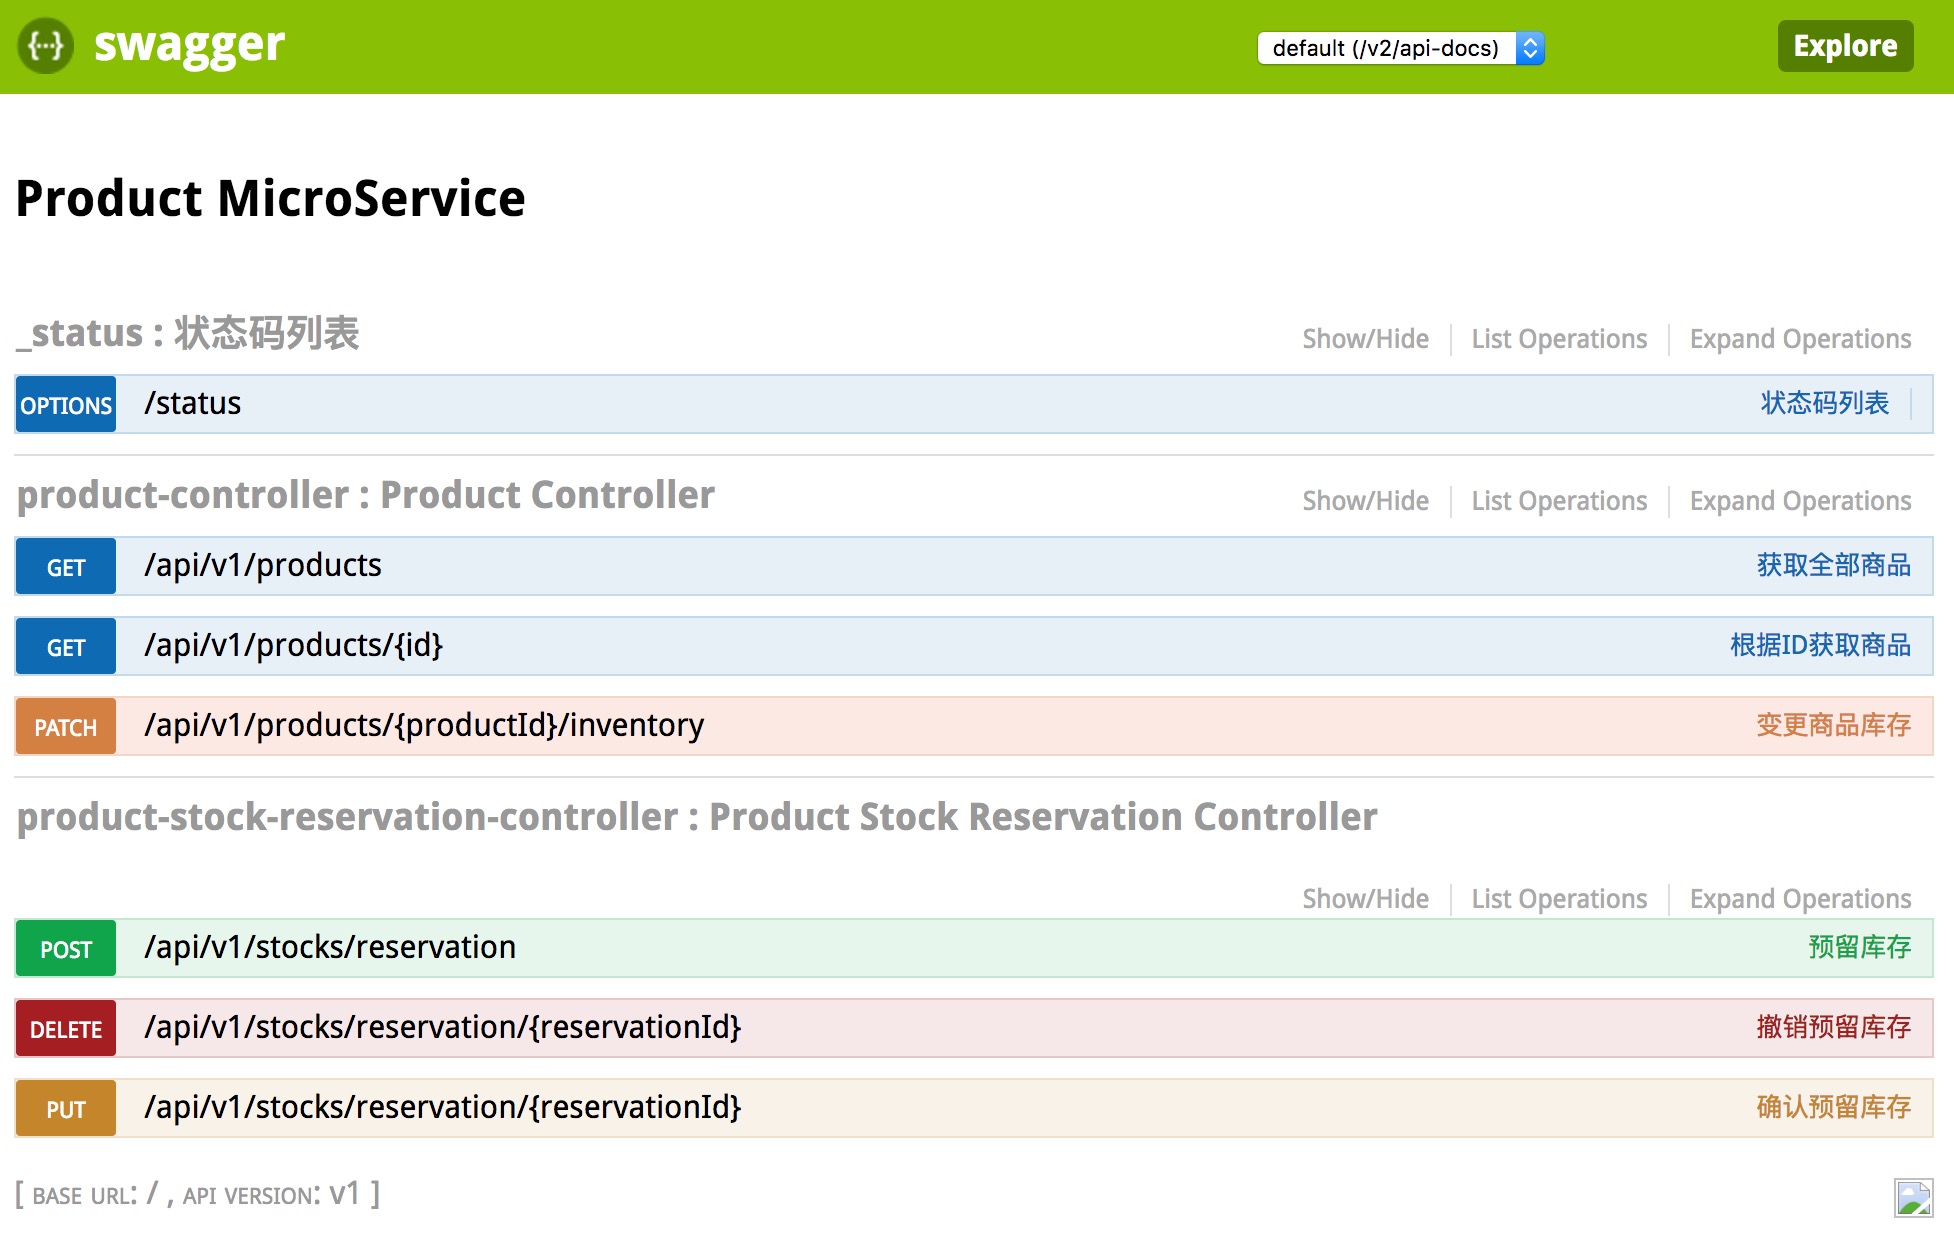 swagger default (/v2/api-docs) Explore
Product MicroService
_status : 状态码列表 Show/Hide List Operations Expand Operations
OPTIONS /status 状态码列表
product-controller : Product Controller Show/Hide List Operations Expand Operations
GET /api/v1/products 获取全部商品
GET /api/v1/products/{id} 根据ID获取商品
PATCH /api/v1/products/{productId}/inventory 变更商品库存
product-stock-reservation-controller : Product Stock Reservation Controller
Show/Hide List Operations Expand Operations
POST /api/v1/stocks/reservation 预留库存
DELETE /api/v1/stocks/reservation/{reservationId} 撤销预留库存
PUT /api/v1/stocks/reservation/{reservationId} 确认预留库存
[ BASE URL: / , API VERSION: v1 ]